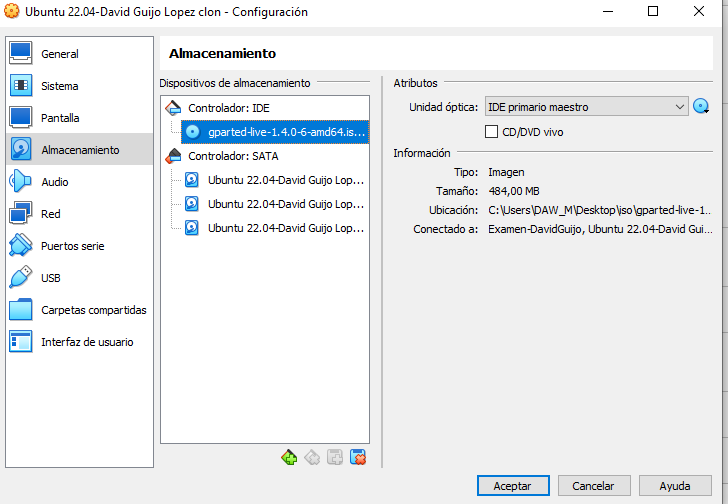 Ubuntu 22.04-David Guijo Lopez clon - Configuración
General
Sistema
Pantalla
Almacenamiento
Audio
Red
Puertos serie
USB
Carpetas compartidas
Interfaz de usuario
Almacenamiento
Dispositivos de almacenamiento
Controlador: IDE
gparted-live-1.4.0-6-amd64.is...
Controlador: SATA
Ubuntu 22.04-David Guijo Lop...
Ubuntu 22.04-David Guijo Lop...
Ubuntu 22.04-David Guijo Lop...
Atributos
Unidad óptica: IDE primario maestro
CD/DVD vivo
Información
Tipo: Imagen
Tamaño: 484,00 MB
Ubicación: C:\Users\DAW_M\Desktop\iso\gparted-live-1...
Conectado a: Examen-DavidGuijo, Ubuntu 22.04-David Gui...
Aceptar
Cancelar
Ayuda